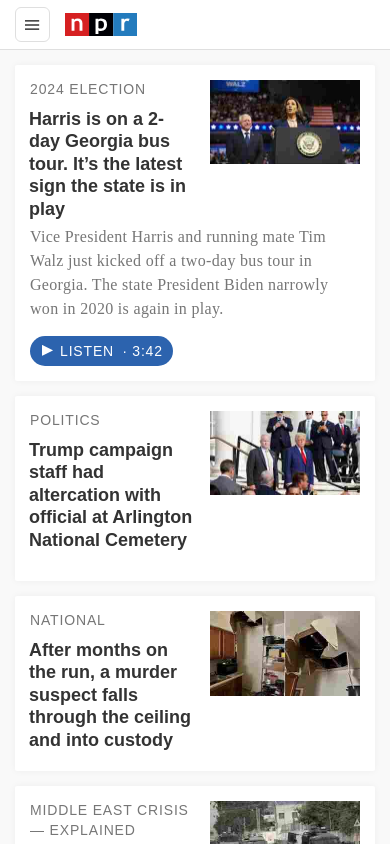 npr
2024 ELECTION
Harris is on a 2-
day Georgia bus
tour. It’s the latest
sign the state is in
play
WALZ
Vice President Harris and running mate Tim
Walz just kicked off a two-day bus tour in
Georgia. The state President Biden narrowly
won in 2020 is again in play.
LISTEN · 3:42
POLITICS
Trump campaign
staff had
altercation with
official at Arlington
National Cemetery
NATIONAL
After months on
the run, a murder
suspect falls
through the ceiling
and into custody
MIDDLE EAST CRISIS
— EXPLAINED